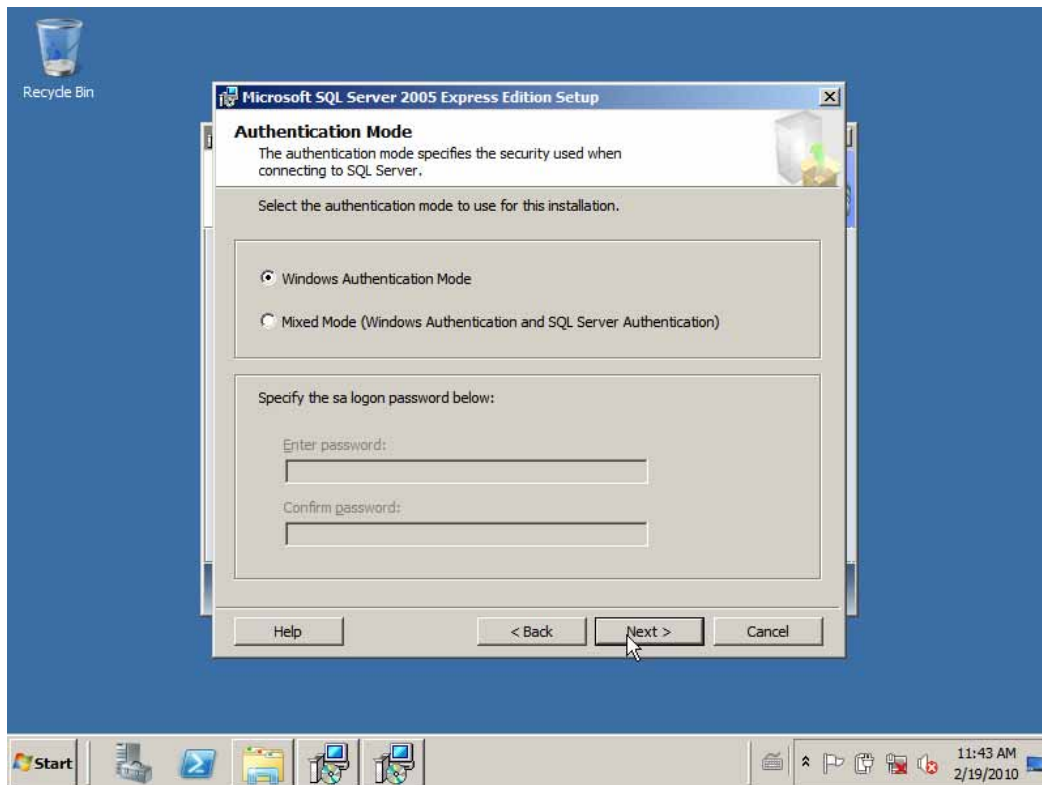 Recycle Bin
Microsoft SQL Server 2005 Express Edition Setup
Authentication Mode
The authentication mode specifies the security used when
connecting to SQL Server.
Select the authentication mode to use for this installation.
Windows Authentication Mode
Mixed Mode (Windows Authentication and SQL Server Authentication)
Specify the sa logon password below:
Enter password:
Confirm password:
Help
< Back
Next >
Cancel
Start
11:43 AM
2/19/2010